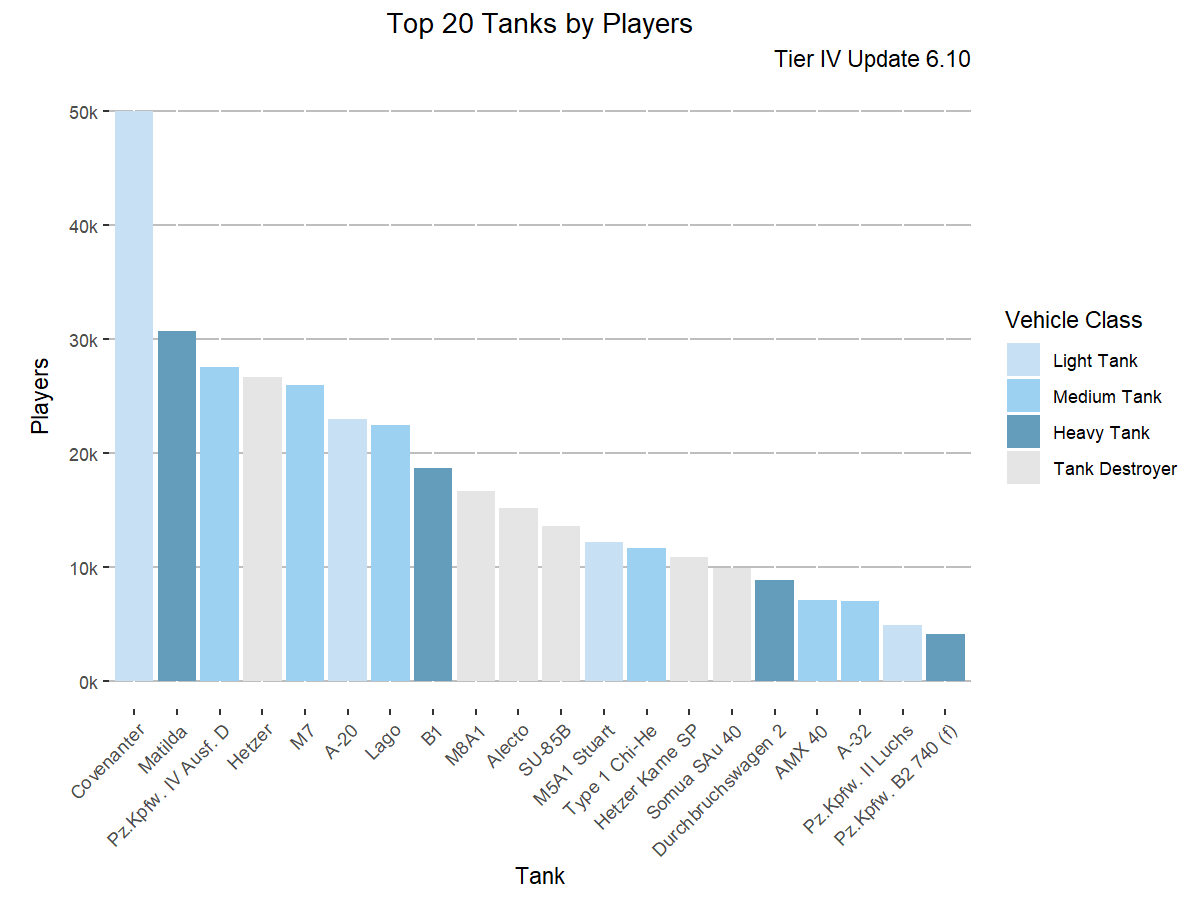 Top 20 Tanks by Players
Tier IV Update 6.10
50k
40k
30k
20k
10k
0k
Players
Covenanter
Matilda
Pz.Kpfw. IV Ausf. D
Hetzer
M7
A-20
Lago
B1
M8A1
Alecto
SU-85B
M5A1 Stuart
Type 1 Chi-He
Hetzer Kame SP
Somua SAu 40
Durchbruchswagen 2
AMX 40
A-32
Pz.Kpfw. II Luchs
Pz.Kpfw. B2 740 (f)
Tank
Vehicle Class
Light Tank
Medium Tank
Heavy Tank
Tank Destroyer